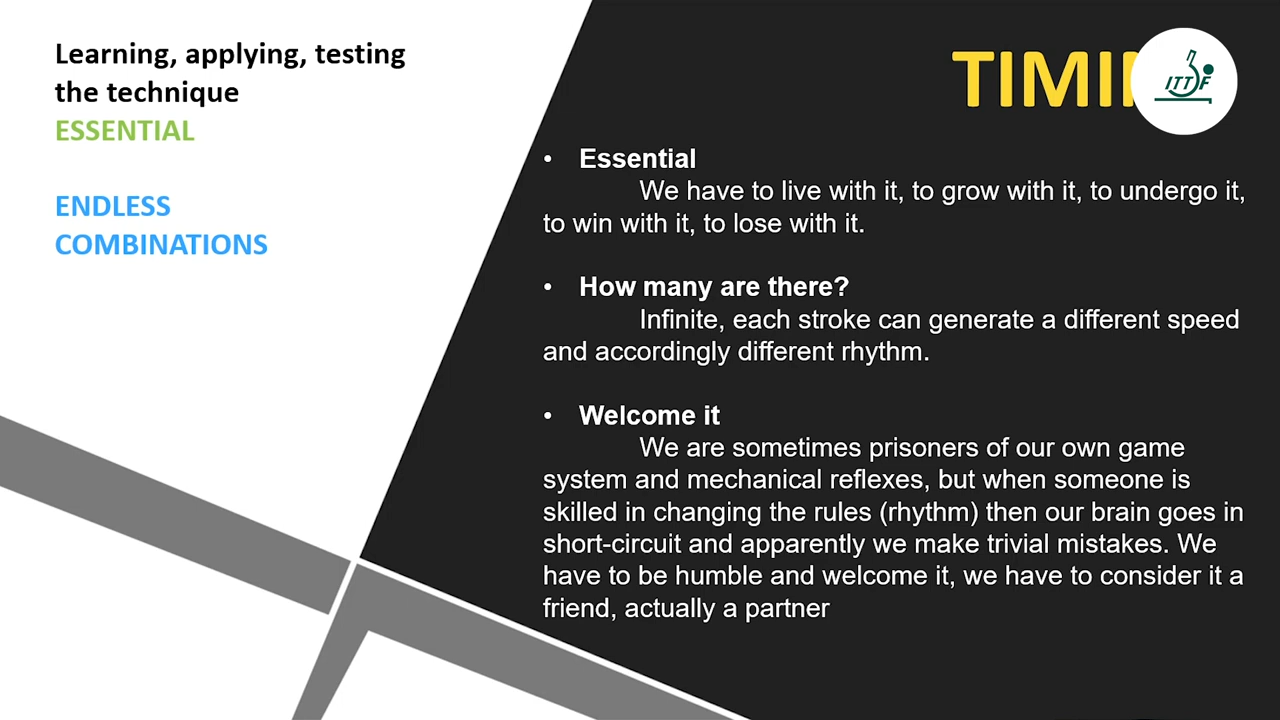 Learning, applying, testing
the technique
ESSENTIAL
ENDLESS
COMBINATIONS
ITTF
• Essential
We have to live with it, to grow with it, to undergo it,
to win with it, to lose with it.
• How many are there?
Infinite, each stroke can generate a different speed
and accordingly different rhythm.
• Welcome it
We are sometimes prisoners of our own game
system and mechanical reflexes, but when someone is
skilled in changing the rules (rhythm) then our brain goes in
short-circuit and apparently we make trivial mistakes. We
have to be humble and welcome it, we have to consider it a
friend, actually a partner